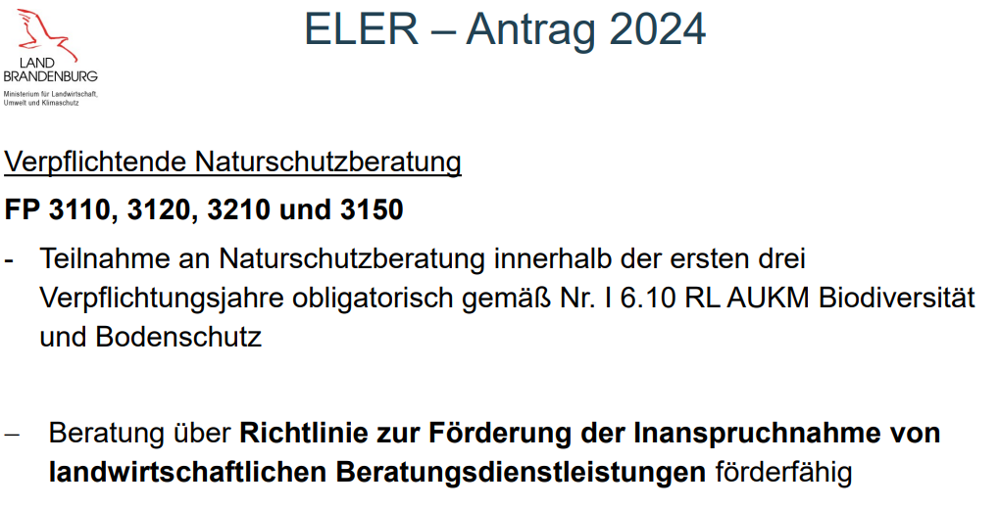 ELER – Antrag 2024
LAND
BRANDENBURG
Ministerium für Landwirtschaft,
Umwelt und Klimaschutz
Verpflichtende Naturschutzberatung
FP 3110, 3120, 3210 und 3150
- Teilnahme an Naturschutzberatung innerhalb der ersten drei
Verpflichtungsjahre obligatorisch gemäß Nr. I 6.10 RL AUKM Biodiversität
und Bodenschutz
– Beratung über Richtlinie zur Förderung der Inanspruchnahme von
landwirtschaftlichen Beratungsdienstleistungen förderfähig